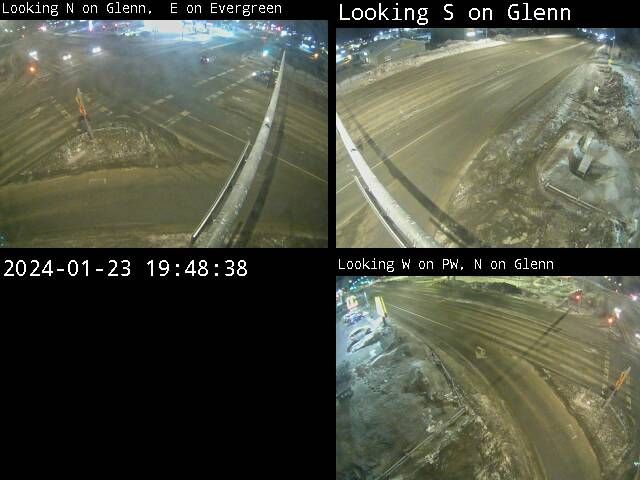 Looking N on Glenn, E on Evergreen
Looking S on Glenn
2024-01-23 19:48:38
Looking W on PW, N on Glenn